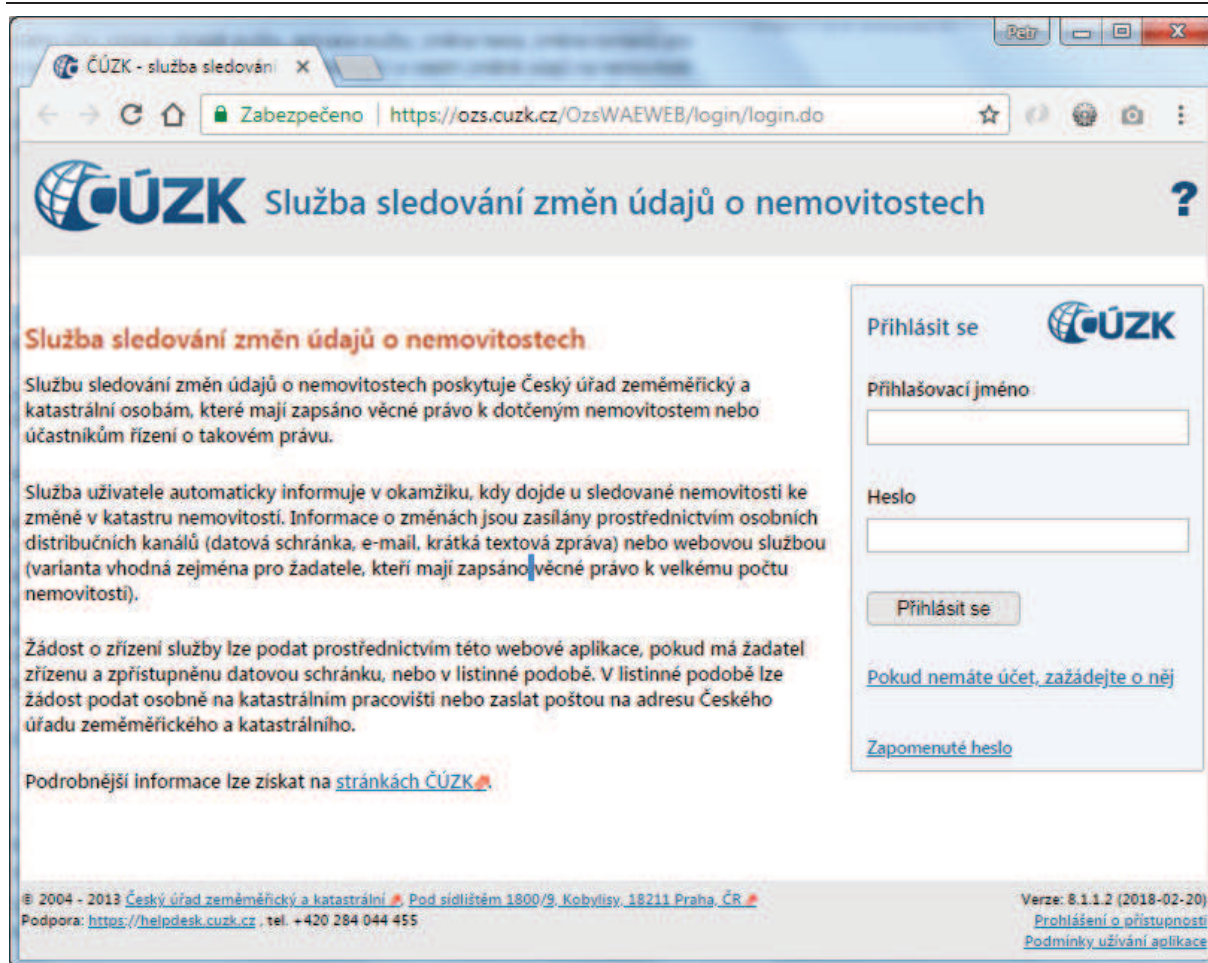 Petr
ČÚZK - služba sledování
Zabezpečeno | https://ozs.cuzk.cz/OzsWAEWEB/login/login.do
ČÚZK Služba sledování změn údajů o nemovitostech ?
Služba sledování změn údajů o nemovitostech
Službu sledování změn údajů o nemovitostech poskytuje Český úřad zeměměřický a
katastrální osobám, které mají zapsáno věcné právo k dotčeným nemovitostem nebo
účastníkům řízení o takovém právu.
Služba uživatele automaticky informuje v okamžiku, kdy dojde u sledované nemovitosti ke
změně v katastru nemovitostí. Informace o změnách jsou zasílány prostřednictvím osobních
distribučních kanálů (datová schránka, e-mail, krátká textová zpráva) nebo webovou službou
(varianta vhodná zejména pro žadatele, kteří mají zapsáno věcné právo k velkému počtu
nemovitostí).
Žádost o zřízení služby lze podat prostřednictvím této webové aplikace, pokud má žadatel
zřízenu a zpřístupněnu datovou schránku, nebo v listinné podobě. V listinné podobě lze
žádost podat osobně na katastrálním pracovišti nebo zaslat poštou na adresu Českého
úřadu zeměměřického a katastrálního.
Podrobnější informace lze získat na stránkách ČÚZK.
Přihlásit se ČÚZK
Přihlašovací jméno
Heslo
Přihlásit se
Pokud nemáte účet, zažádejte o něj
Zapomenuté heslo
© 2004 - 2013 Český úřad zeměměřický a katastrální, Pod sídlištěm 1800/9, Kobylisy, 18211 Praha, ČR
Podpora: https://helpdesk.cuzk.cz , tel. +420 284 044 455
Verze: 8.1.1.2 (2018-02-20)
Prohlášení o přístupnosti
Podmínky užívání aplikace